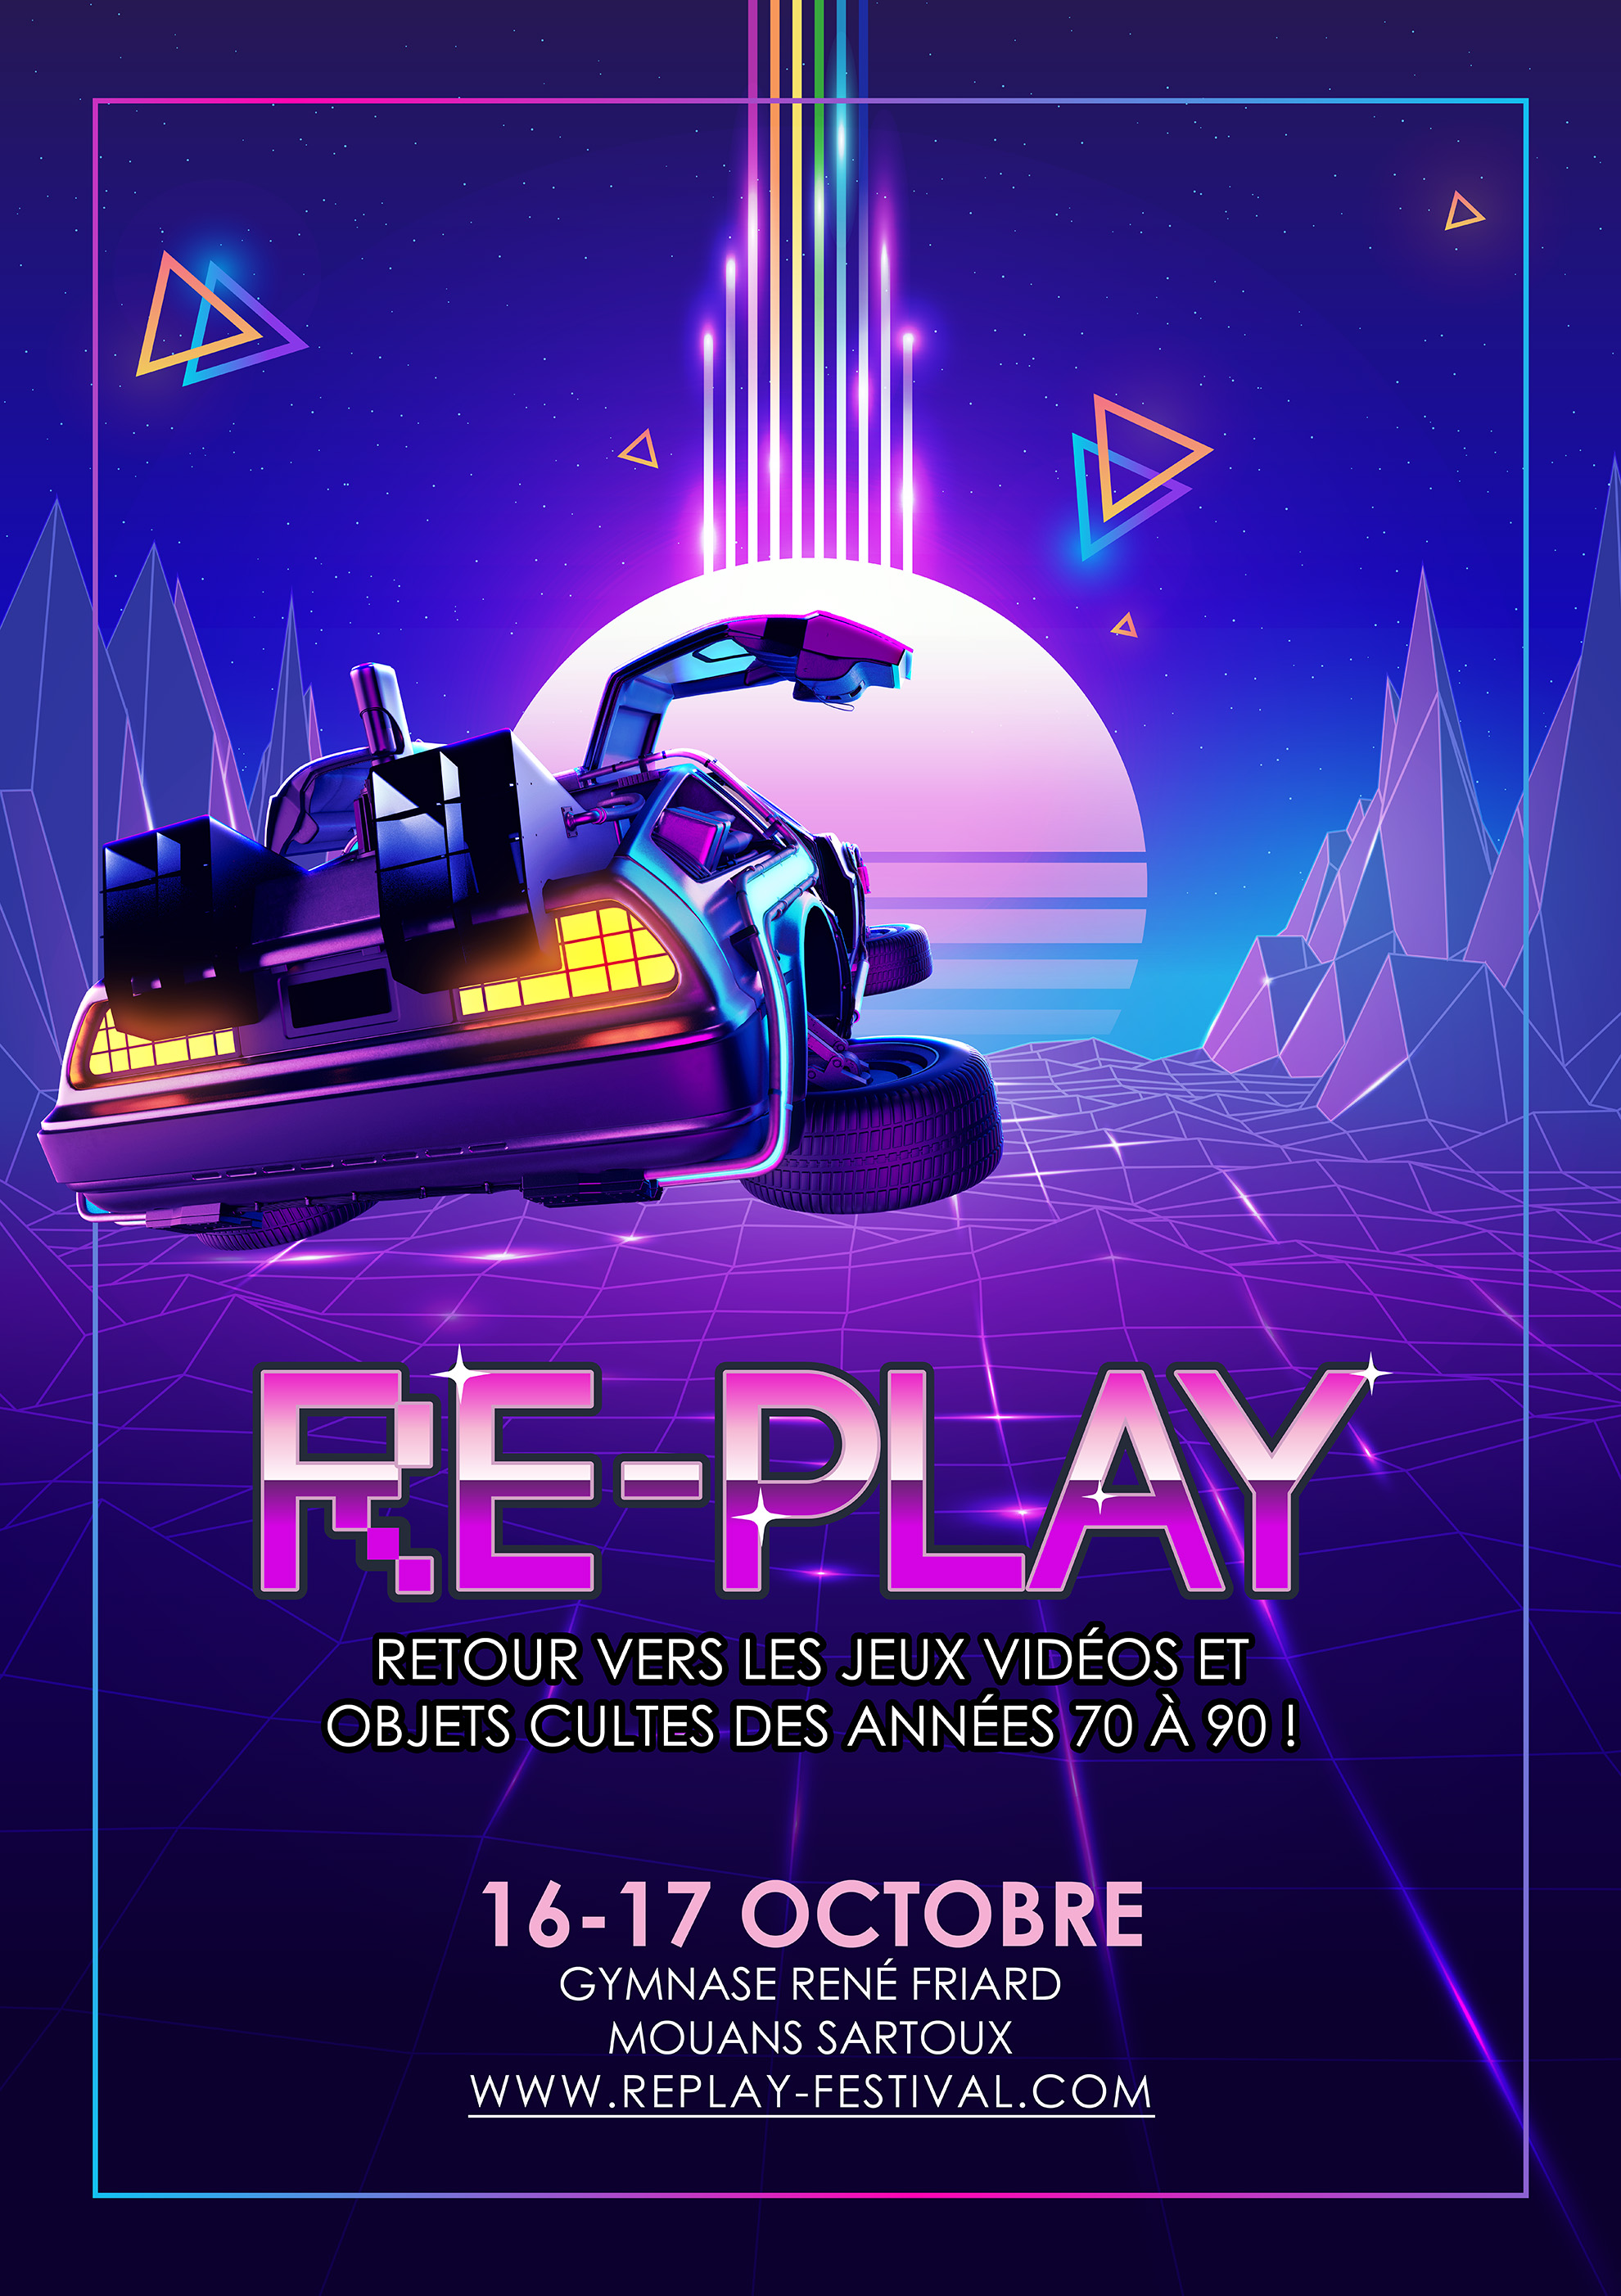 RE-PLAY
RETOUR VERS LES JEUX VIDÉOS ET
OBJETS CULTES DES ANNÉES 70 À 90 !
16-17 OCTOBRE
GYMNASE RENÉ FRIARD
MOUANS SARTOUX
WWW.REPLAY-FESTIVAL.COM